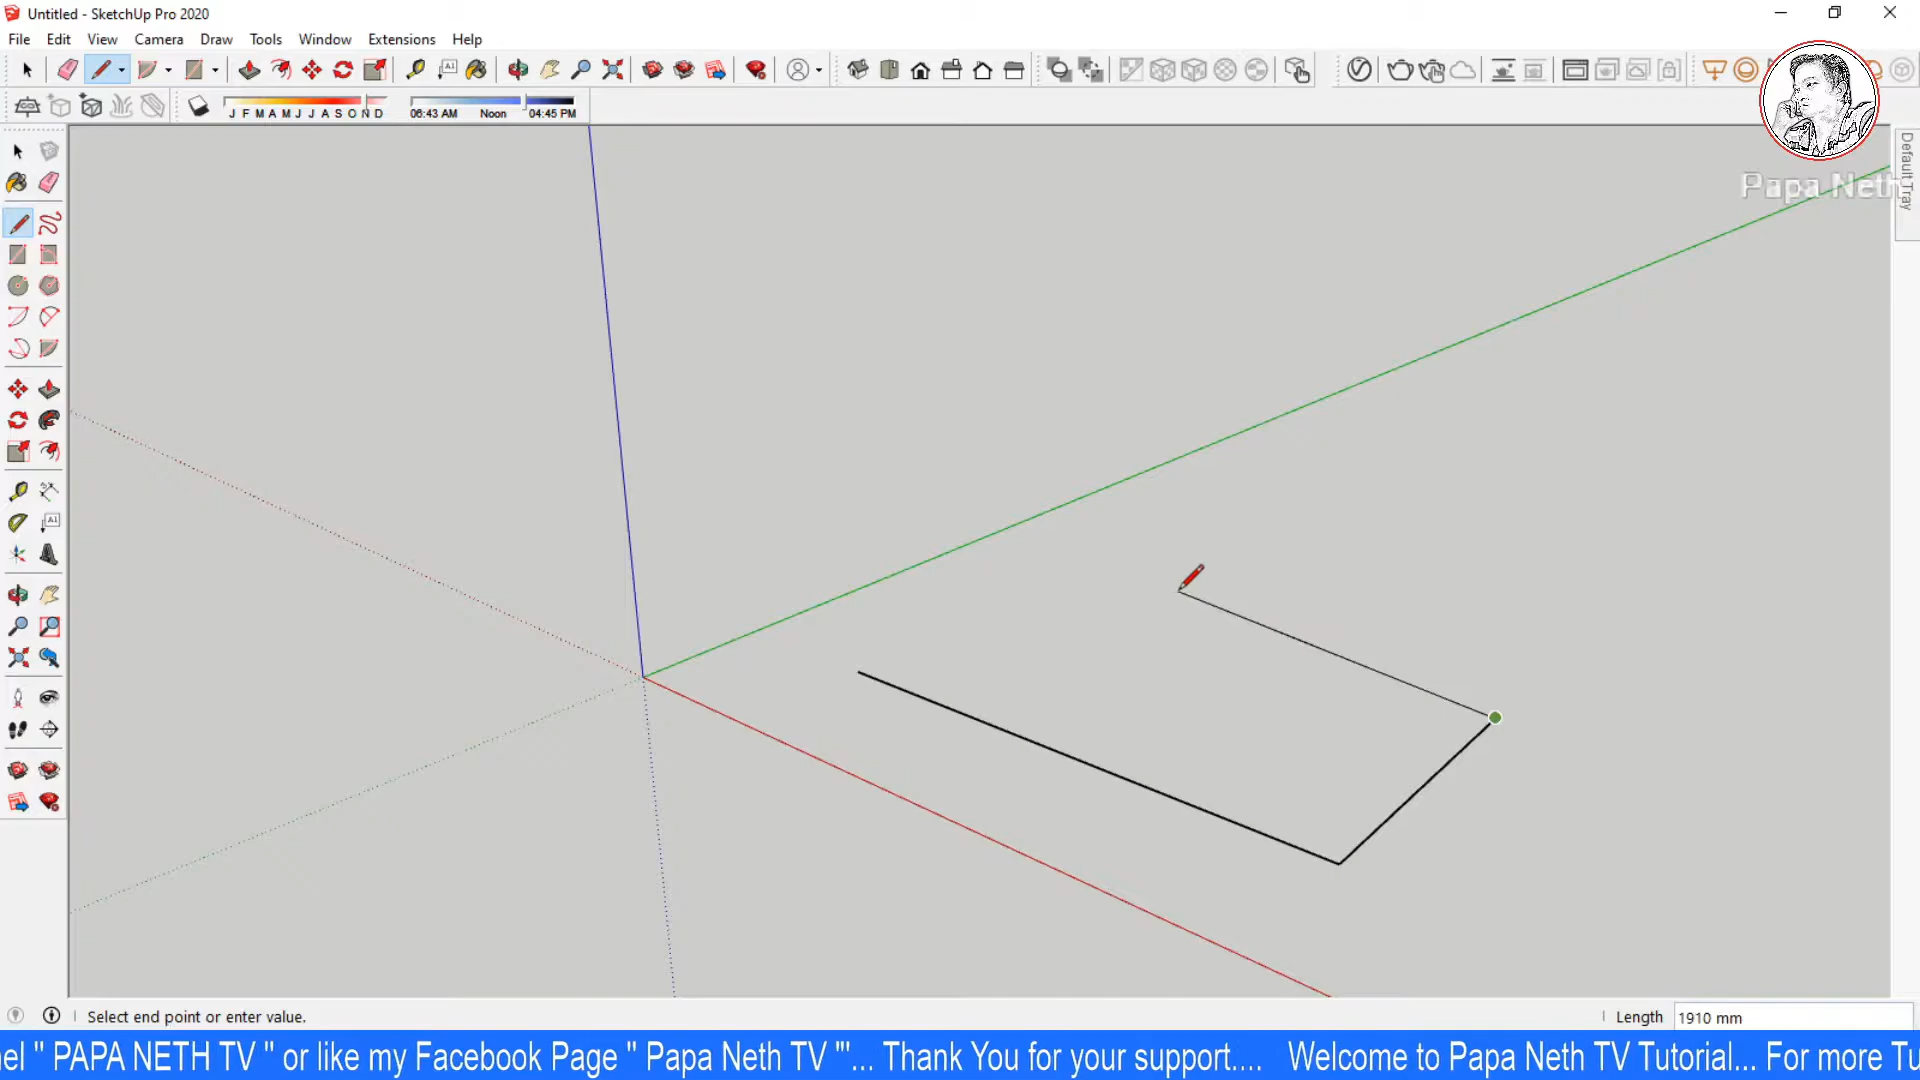 Untitled - SketchUp Pro 2020
File Edit View Camera Draw Tools Window Extensions Help
J F M A M J J A S O N D
06:43 AM Noon 04:45 PM
Papa Neth
Default Tray
A1
A1
Select end point or enter value.
Length 1910 mm
nel " PAPA NETH TV " or like my Facebook Page " Papa Neth TV "'... Thank You for your support.... Welcome to Papa Neth TV Tutorial... For more Tu